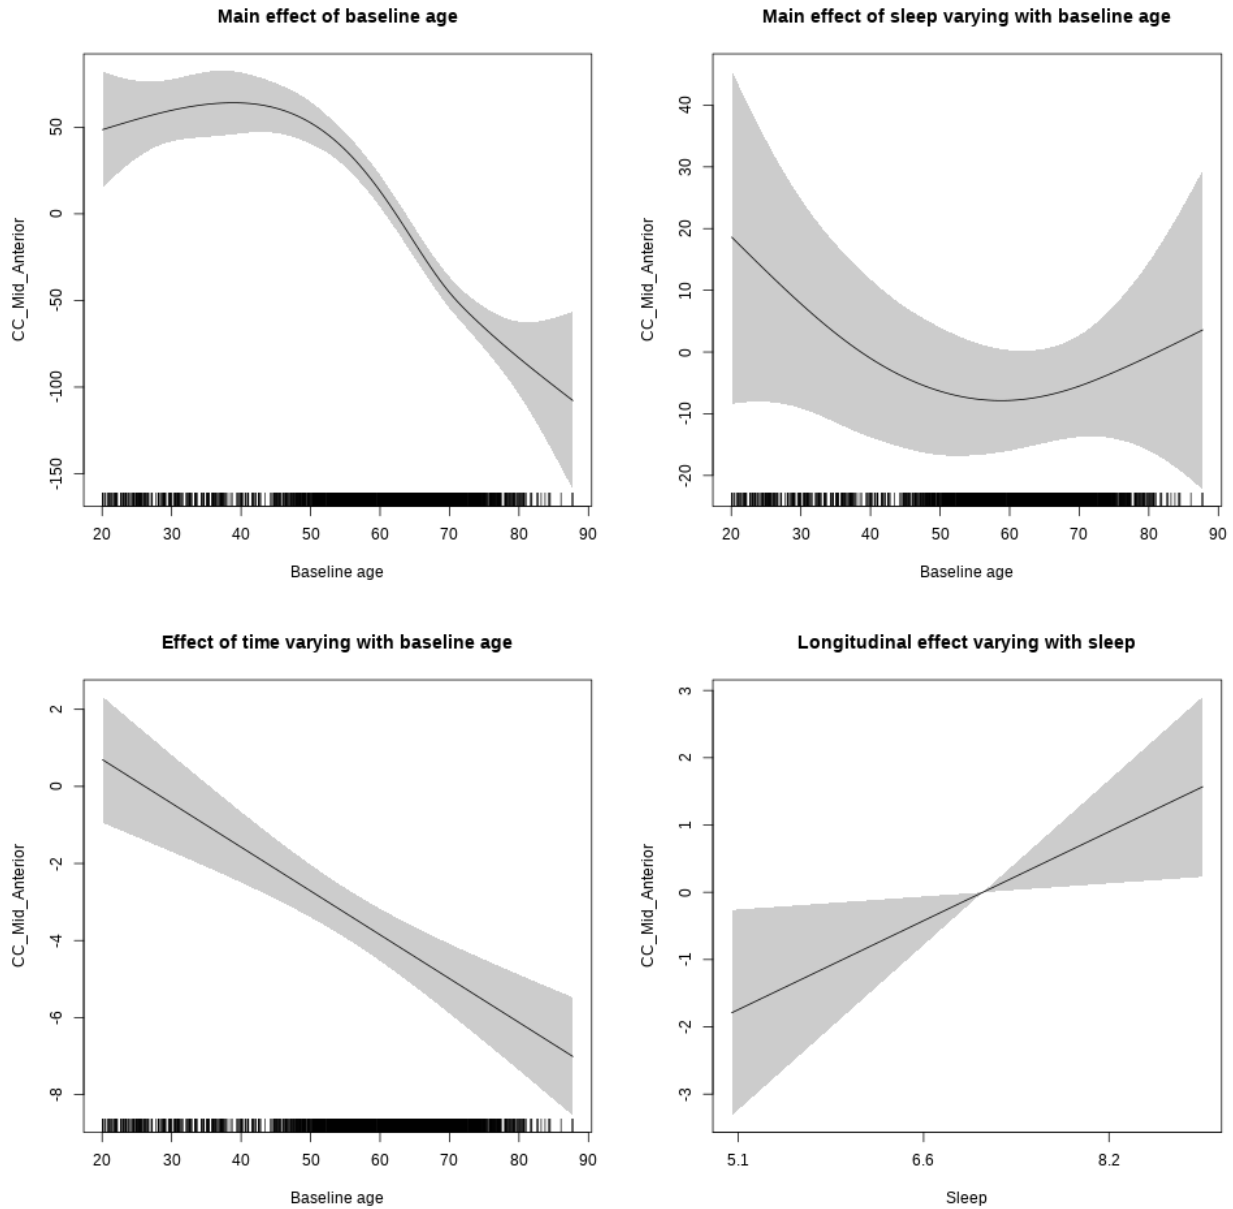 Main effect of baseline age
CC_Mid_Anterior
50
0
-50
-100
-150
20 30 40 50 60 70 80 90
Baseline age
Main effect of sleep varying with baseline age
CC_Mid_Anterior
40
30
20
10
0
-10
-20
20 30 40 50 60 70 80 90
Baseline age
Effect of time varying with baseline age
CC_Mid_Anterior
2
0
-2
-4
-6
-8
20 30 40 50 60 70 80 90
Baseline age
Longitudinal effect varying with sleep
CC_Mid_Anterior
3
2
1
0
-1
-2
-3
5.1 6.6 8.2
Sleep